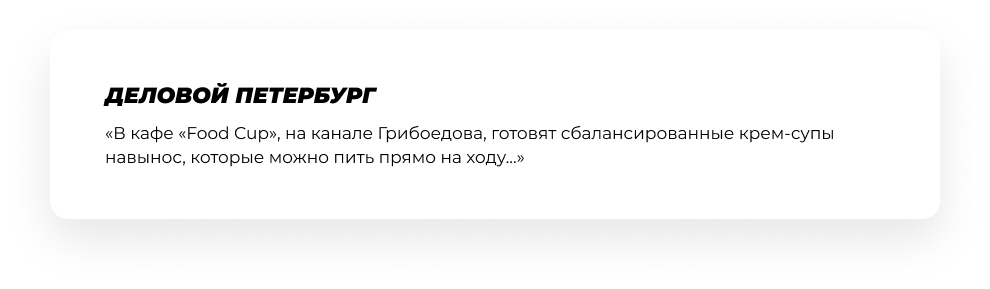 ДЕЛОВОЙ ПЕТЕРБУРГ
«В кафе «Food Cup», на канале Грибоедова, готовят сбалансированные крем-супы
навынос, которые можно пить прямо на ходу...»